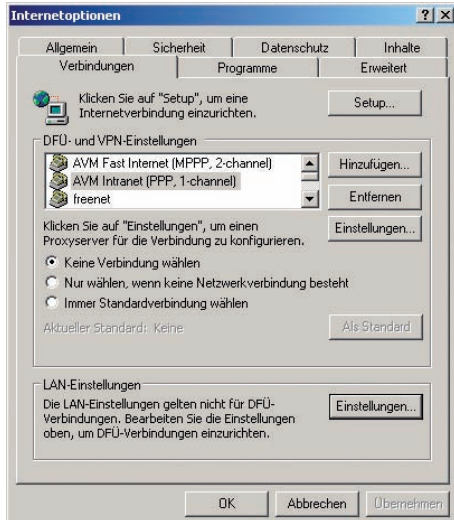 Internetoptionen
Allgemein Sicherheit Datenschutz Inhalte
Verbindungen Programme Erweitert
Klicken Sie auf "Setup", um eine
Internetverbindung einzurichten.
Setup...
DFÜ- und VPN-Einstellungen
AVM Fast Internet (MPPP, 2-channel)
AVM Intranet (PPP, 1-channel)
freenet
Hinzufügen...
Entfernen
Klicken Sie auf "Einstellungen", um einen
Proxyserver für die Verbindung zu konfigurieren.
Einstellungen...
Keine Verbindung wählen
Nur wählen, wenn keine Netzwerkverbindung besteht
Immer Standardverbindung wählen
Aktueller Standard: Keine
Als Standard
LAN-Einstellungen
Die LAN-Einstellungen gelten nicht für DFÜ-
Verbindungen. Bearbeiten Sie die Einstellungen
oben, um DFÜ-Verbindungen einzurichten.
Einstellungen...
OK Abbrechen Übernehmen